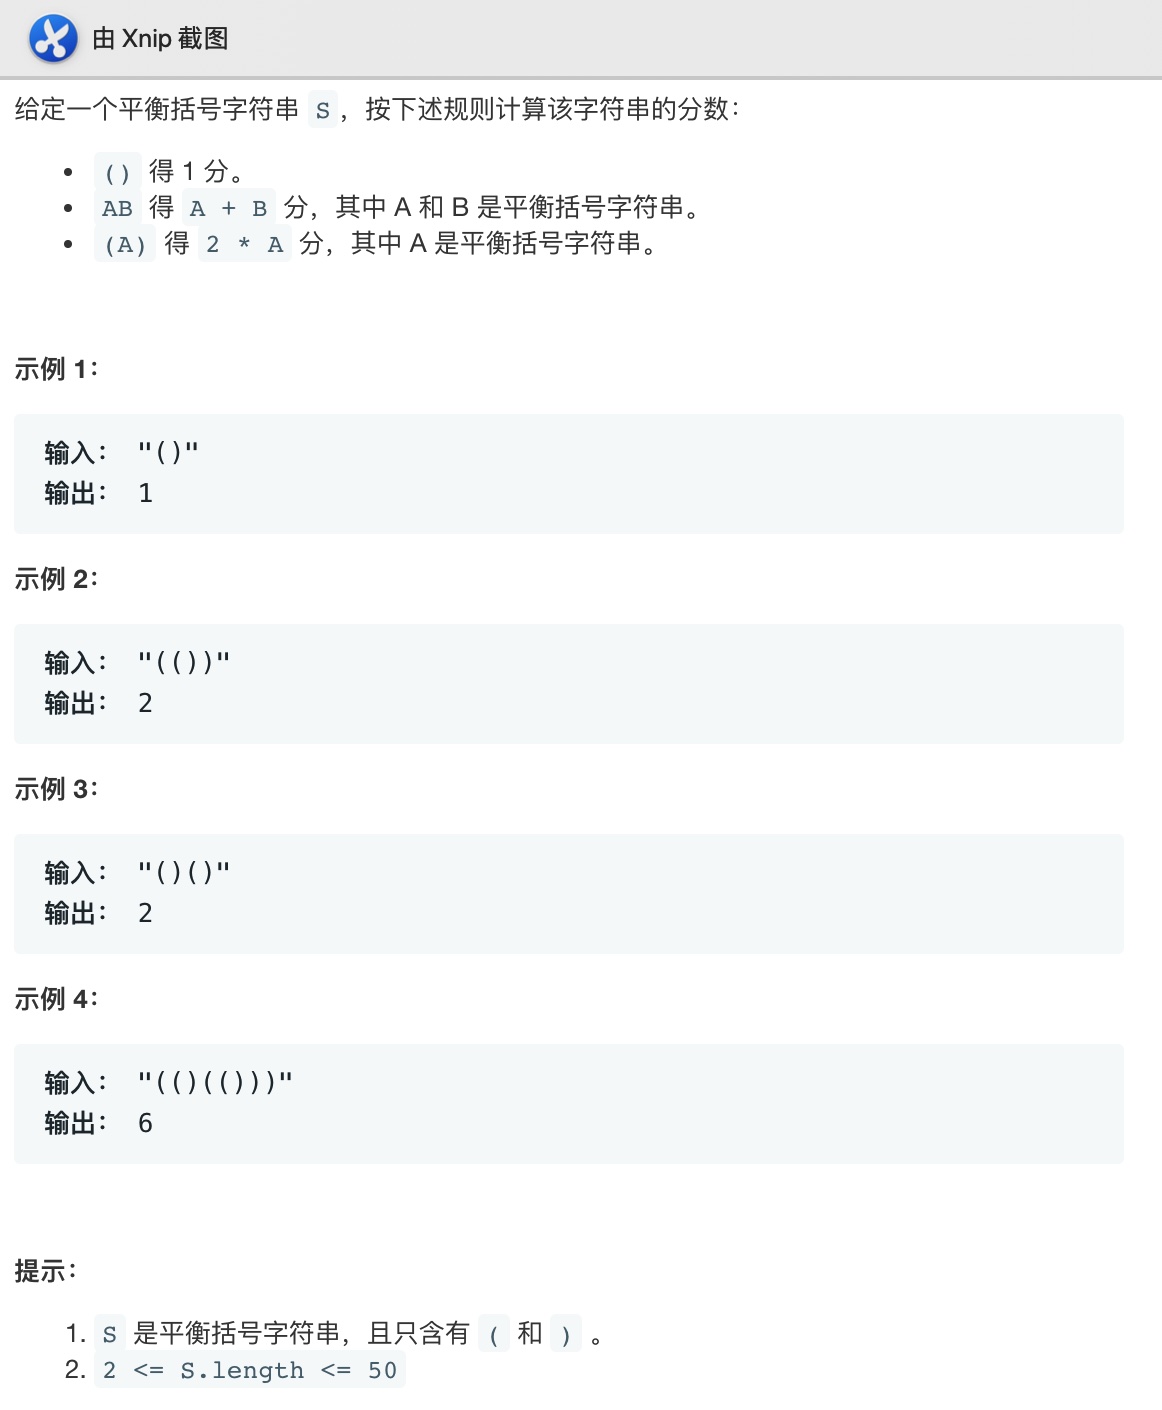 由 Xnip 截图
给定一个平衡括号字符串 S，按下述规则计算该字符串的分数：
• () 得 1 分。
• AB 得 A + B 分，其中 A 和 B 是平衡括号字符串。
• (A) 得 2 * A 分，其中 A 是平衡括号字符串。
示例 1：
输入： "()"
输出： 1
示例 2：
输入： "(())"
输出： 2
示例 3：
输入： "()()"
输出： 2
示例 4：
输入： "(()(()))"
输出： 6
提示：
1. S 是平衡括号字符串，且只含有 ( 和 ) 。
2. 2 <= S.length <= 50